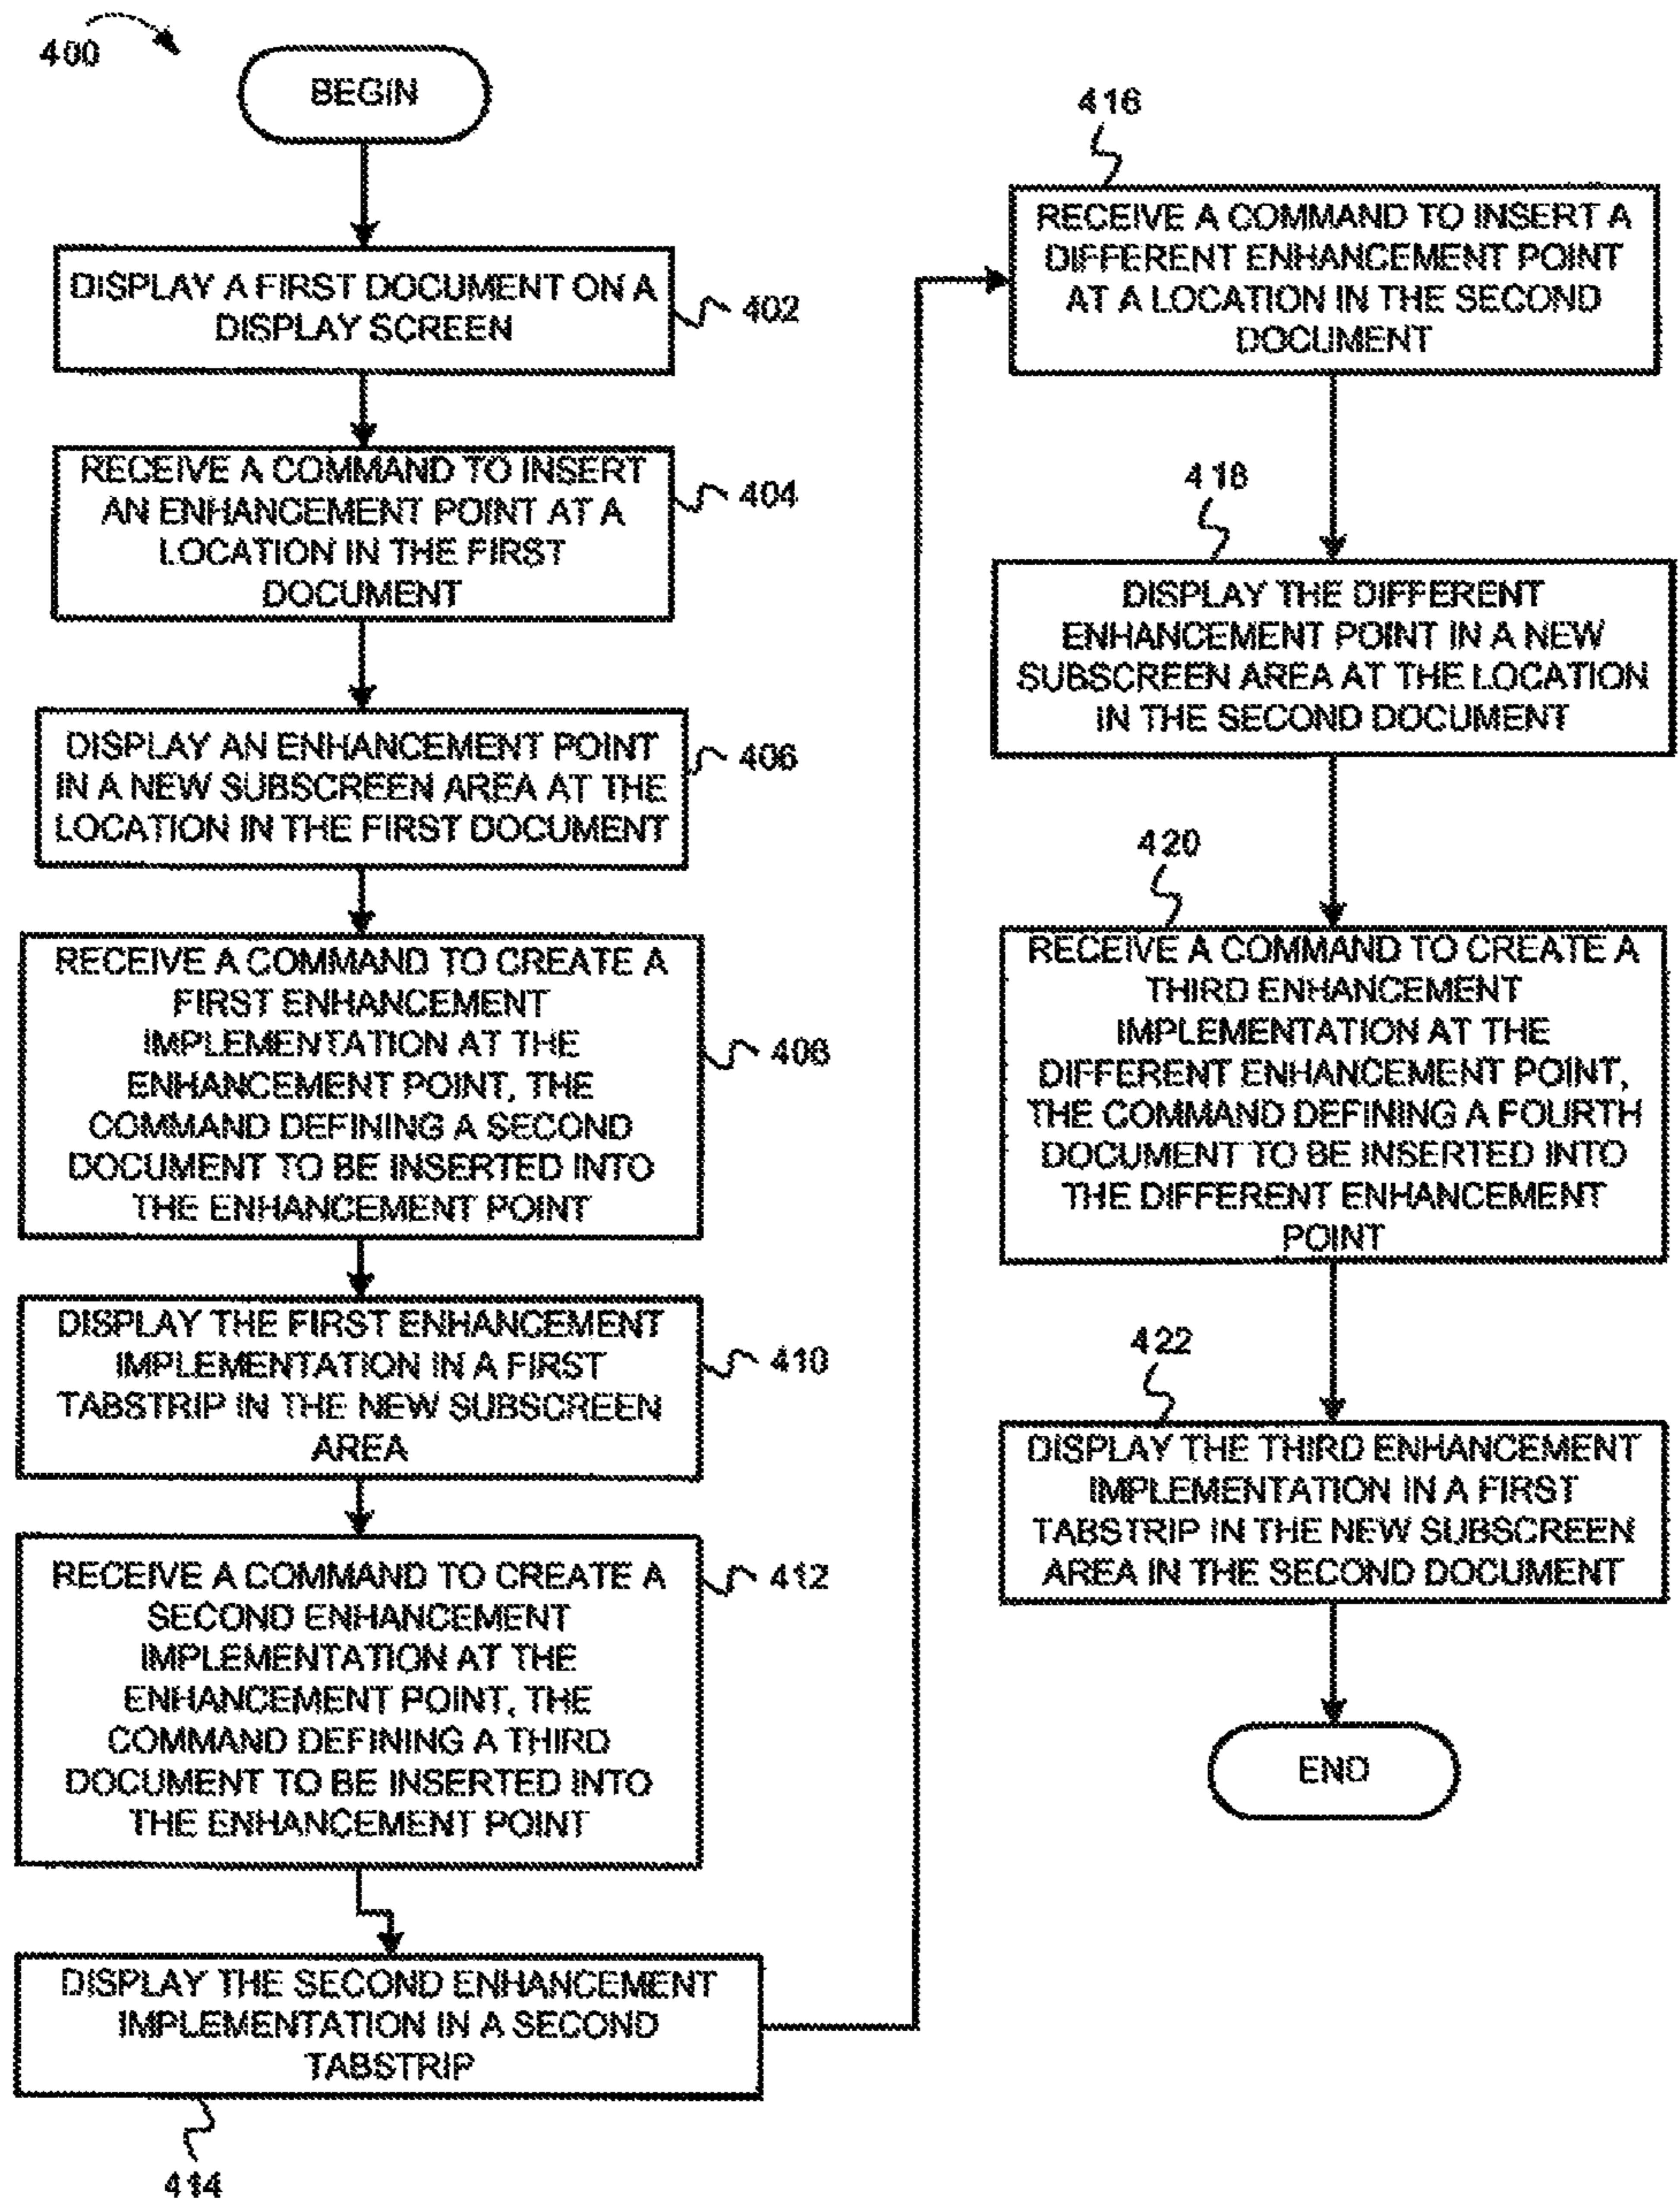 400
BEGIN
DISPLAY A FIRST DOCUMENT ON A
DISPLAY SCREEN
402
RECEIVE A COMMAND TO INSERT
AN ENHANCEMENT POINT AT A
LOCATION IN THE FIRST
DOCUMENT
404
DISPLAY AN ENHANCEMENT POINT
IN A NEW SUBSCREEN AREA AT THE
LOCATION IN THE FIRST DOCUMENT
406
RECEIVE A COMMAND TO CREATE A
FIRST ENHANCEMENT
IMPLEMENTATION AT THE
ENHANCEMENT POINT, THE
COMMAND DEFINING A SECOND
DOCUMENT TO BE INSERTED INTO
THE ENHANCEMENT POINT
408
DISPLAY THE FIRST ENHANCEMENT
IMPLEMENTATION IN A FIRST
TABSTRIP IN THE NEW SUBSCREEN
AREA
410
RECEIVE A COMMAND TO CREATE A
SECOND ENHANCEMENT
IMPLEMENTATION AT THE
ENHANCEMENT POINT, THE
COMMAND DEFINING A THIRD
DOCUMENT TO BE INSERTED INTO
THE ENHANCEMENT POINT
412
DISPLAY THE SECOND ENHANCEMENT
IMPLEMENTATION IN A SECOND
TABSTRIP
414
416
RECEIVE A COMMAND TO INSERT A
DIFFERENT ENHANCEMENT POINT
AT A LOCATION IN THE SECOND
DOCUMENT
418
DISPLAY THE DIFFERENT
ENHANCEMENT POINT IN A NEW
SUBSCREEN AREA AT THE LOCATION
IN THE SECOND DOCUMENT
420
RECEIVE A COMMAND TO CREATE A
THIRD ENHANCEMENT
IMPLEMENTATION AT THE
DIFFERENT ENHANCEMENT POINT,
THE COMMAND DEFINING A FOURTH
DOCUMENT TO BE INSERTED INTO
THE DIFFERENT ENHANCEMENT
POINT
422
DISPLAY THE THIRD ENHANCEMENT
IMPLEMENTATION IN A FIRST
TABSTRIP IN THE NEW SUBSCREEN
AREA IN THE SECOND DOCUMENT
END